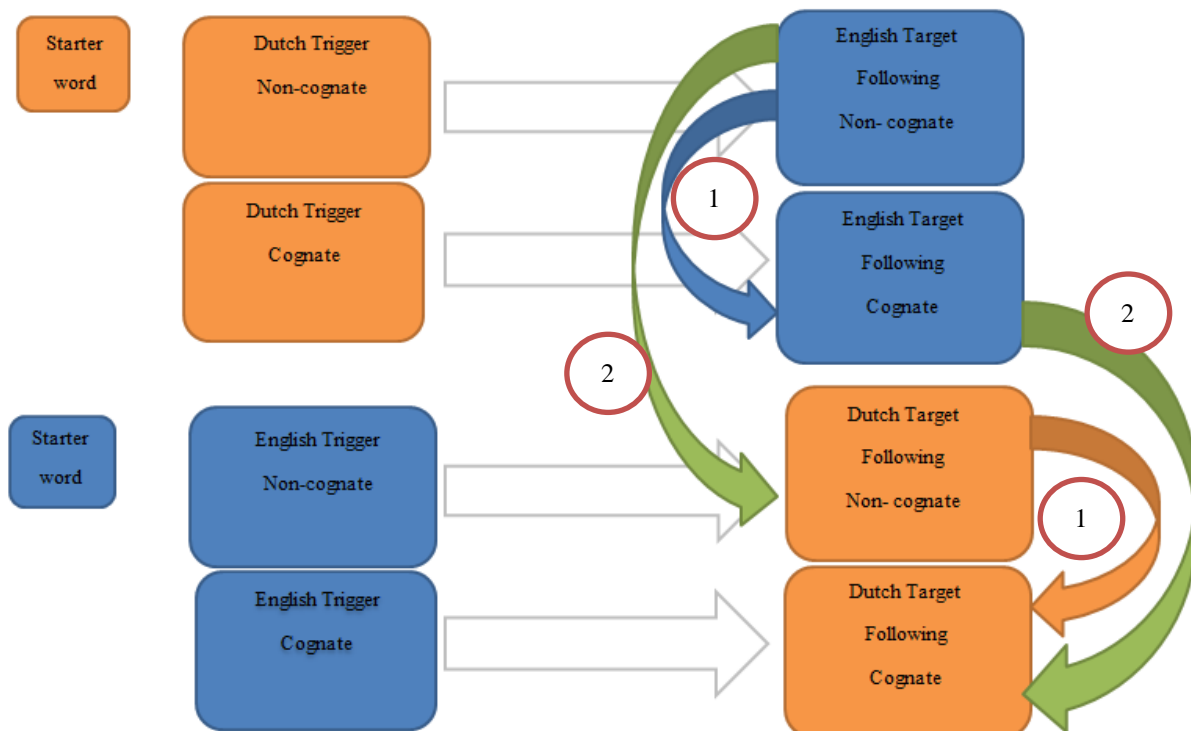 Starter
word
Dutch Trigger
Non-cognate
English Target
Following
Non- cognate
1
Dutch Trigger
Cognate
English Target
Following
Cognate
2
2
Starter
word
English Trigger
Non-cognate
Dutch Target
Following
Non- cognate
1
English Trigger
Cognate
Dutch Target
Following
Cognate